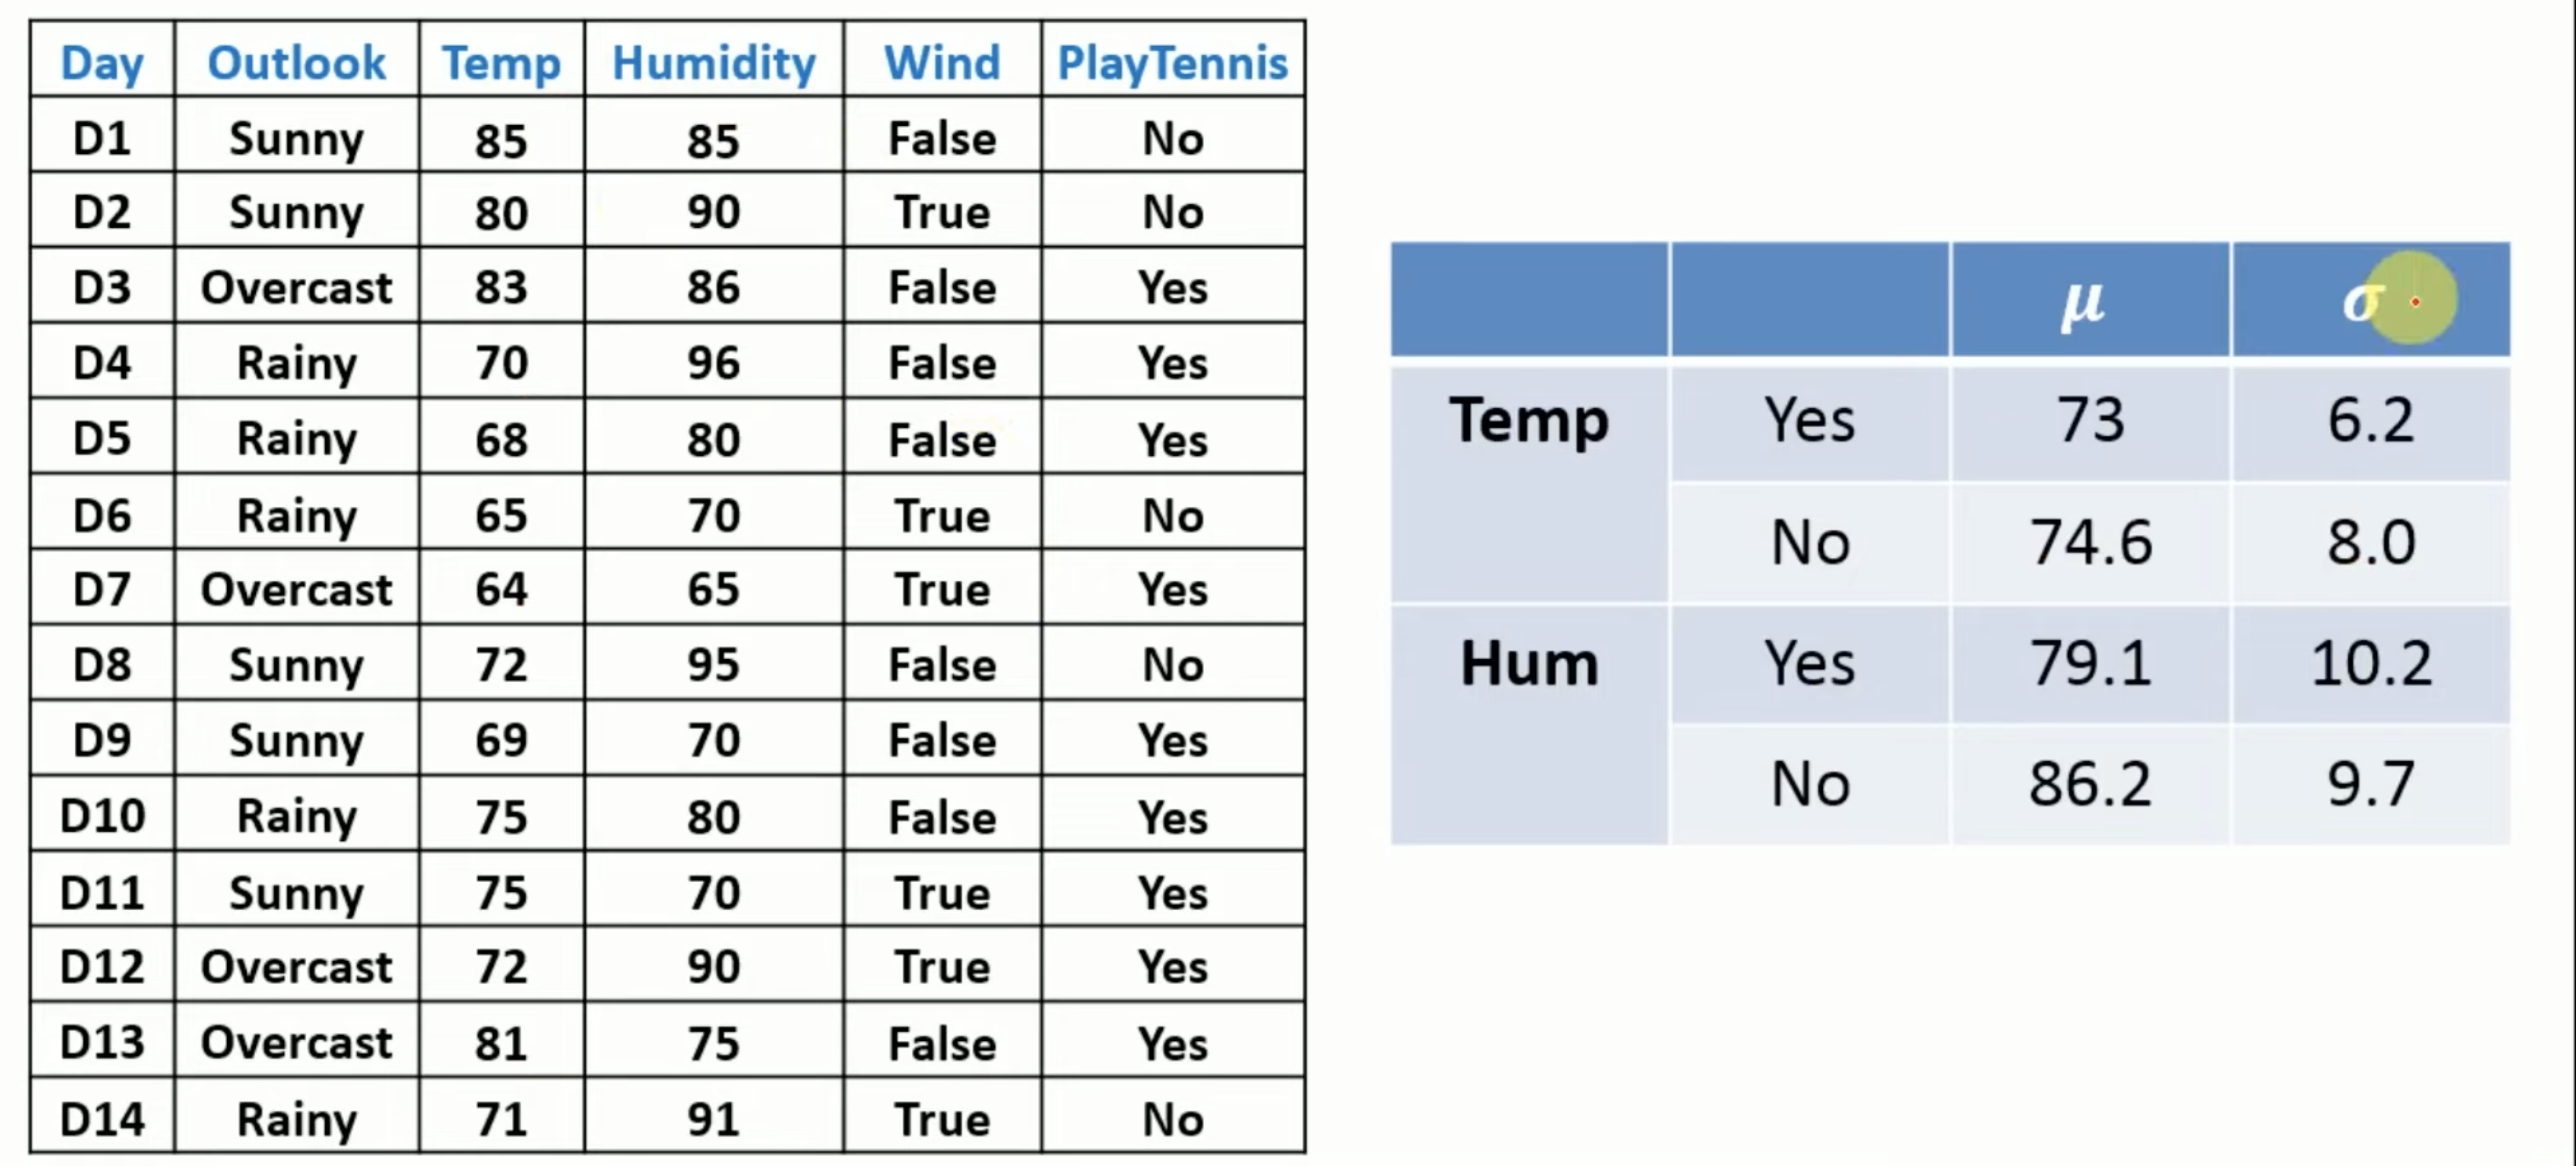 Day Outlook Temp Humidity Wind PlayTennis
D1 Sunny 85 85 False No
D2 Sunny 80 90 True No
D3 Overcast 83 86 False Yes
D4 Rainy 70 96 False Yes
D5 Rainy 68 80 False Yes
D6 Rainy 65 70 True No
D7 Overcast 64 65 True Yes
D8 Sunny 72 95 False No
D9 Sunny 69 70 False Yes
D10 Rainy 75 80 False Yes
D11 Sunny 75 70 True Yes
D12 Overcast 72 90 True Yes
D13 Overcast 81 75 False Yes
D14 Rainy 71 91 True No
μ σ
Temp Yes 73 6.2
No 74.6 8.0
Hum Yes 79.1 10.2
No 86.2 9.7